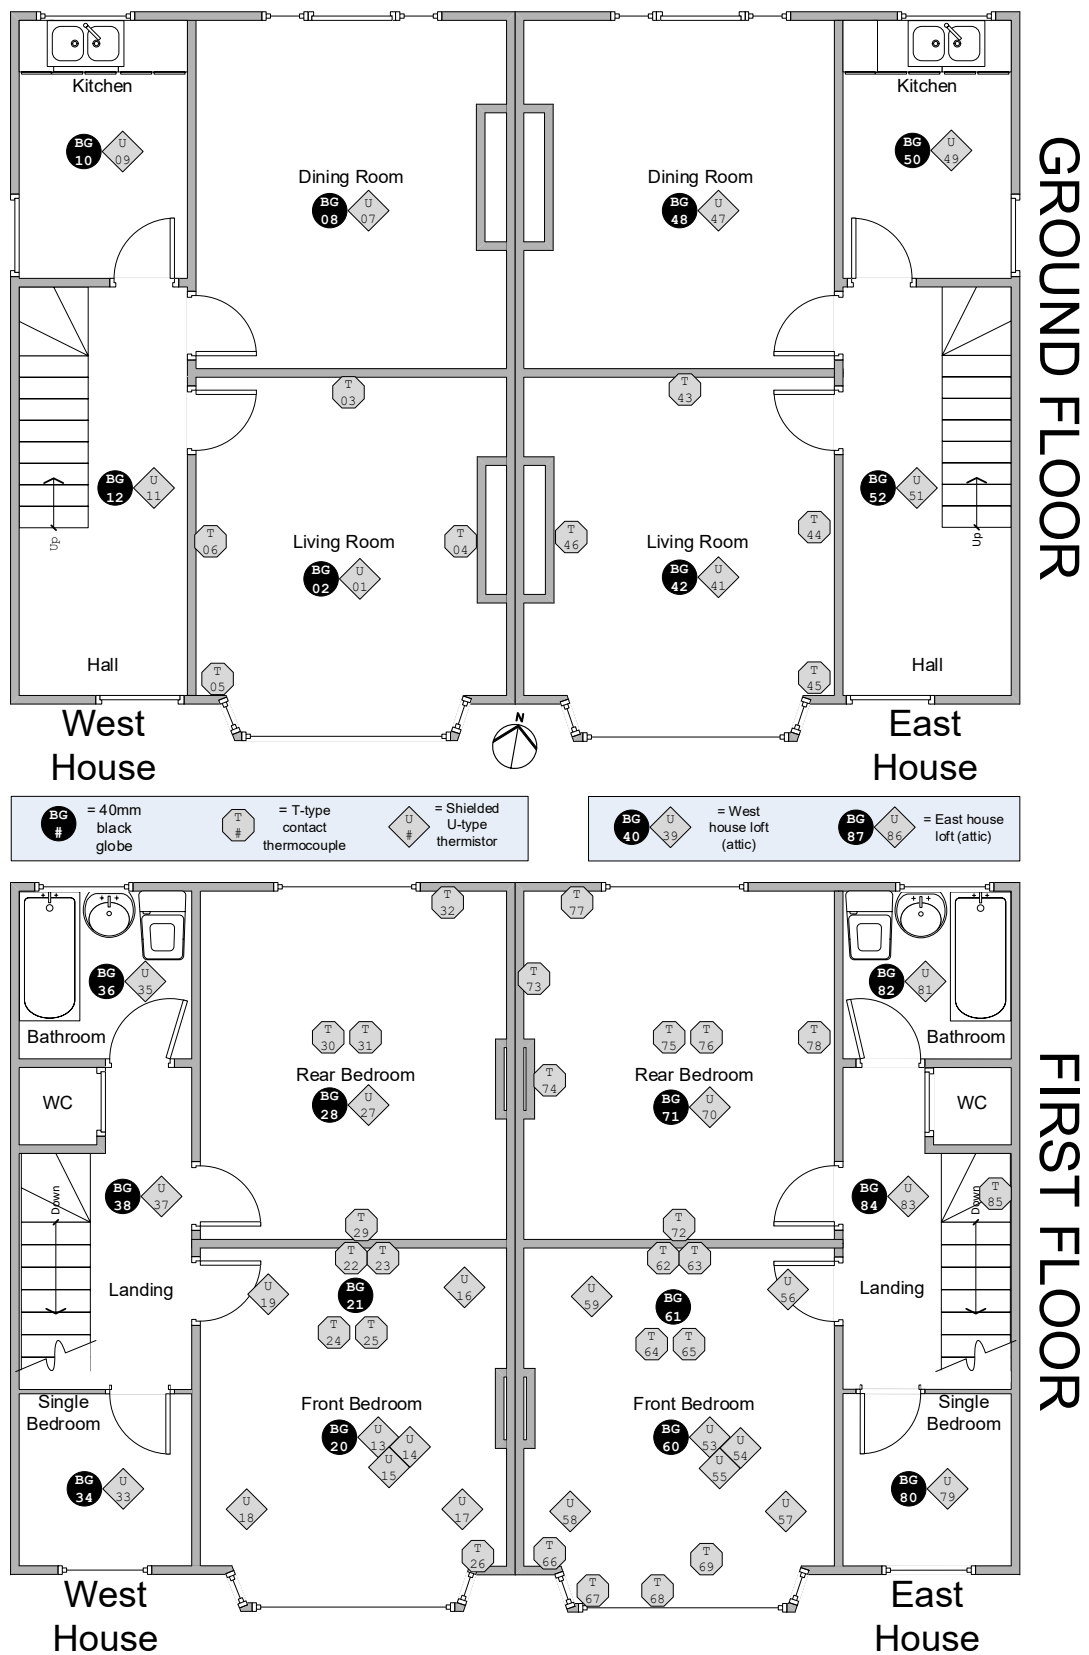 GROUND FLOOR
Kitchen
BG
10
U
09
Kitchen
BG
50
U
49
Dining Room
BG
08
U
07
Dining Room
BG
48
U
47
T
03
T
43
BG
12
U
11
BG
52
U
51
Up
Up
T
06
Living Room
T
04
T
46
Living Room
T
44
BG
02
U
01
BG
42
U
41
Hall
T
05
T
45
Hall
West
House
N
East
House
BG
#
= 40mm
black
globe
T
#
= T-type
contact
thermocouple
U
#
= Shielded
U-type
thermistor
BG
40
U
39
= West
house loft
(attic)
BG
87
U
86
= East house
loft (attic)
FIRST FLOOR
T
32
T
77
BG
36
U
35
T
73
BG
82
U
81
Bathroom
T
30
T
31
T
75
T
76
T
78
Bathroom
Rear Bedroom
T
74
Rear Bedroom
WC
BG
28
U
27
BG
71
U
70
WC
Down
BG
38
U
37
BG
84
U
83
Down
T
85
T
29
T
72
T
22
T
23
T
62
T
63
Landing
U
19
BG
21
U
16
U
59
BG
61
U
56
Landing
T
24
T
25
T
64
T
65
Single
Bedroom
Front Bedroom
Front Bedroom
Single
Bedroom
BG
20
U
13
U
14
U
15
BG
60
U
53
U
54
U
55
BG
34
U
33
BG
80
U
79
U
18
U
17
U
58
U
57
T
26
T
66
T
69
T
67
T
68
West
House
East
House